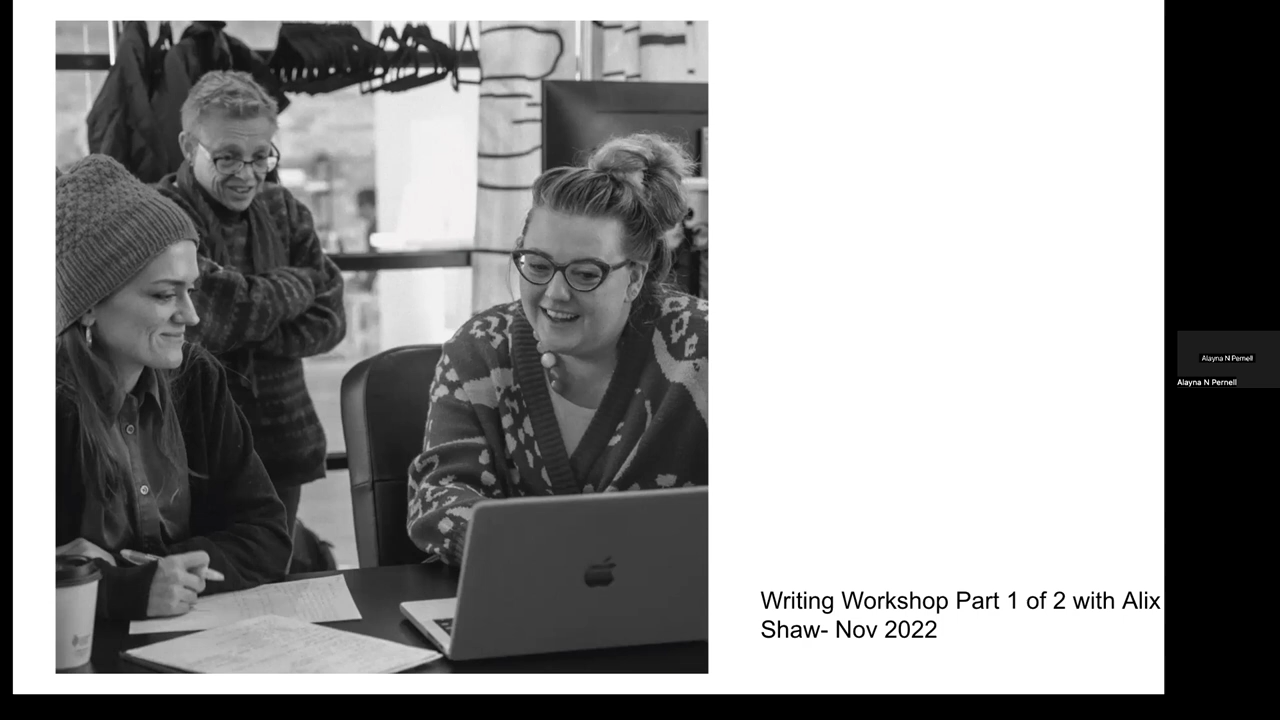 Writing Workshop Part 1 of 2 with Alix
Shaw- Nov 2022
Alayna N Pernell
Alayna N Pernell